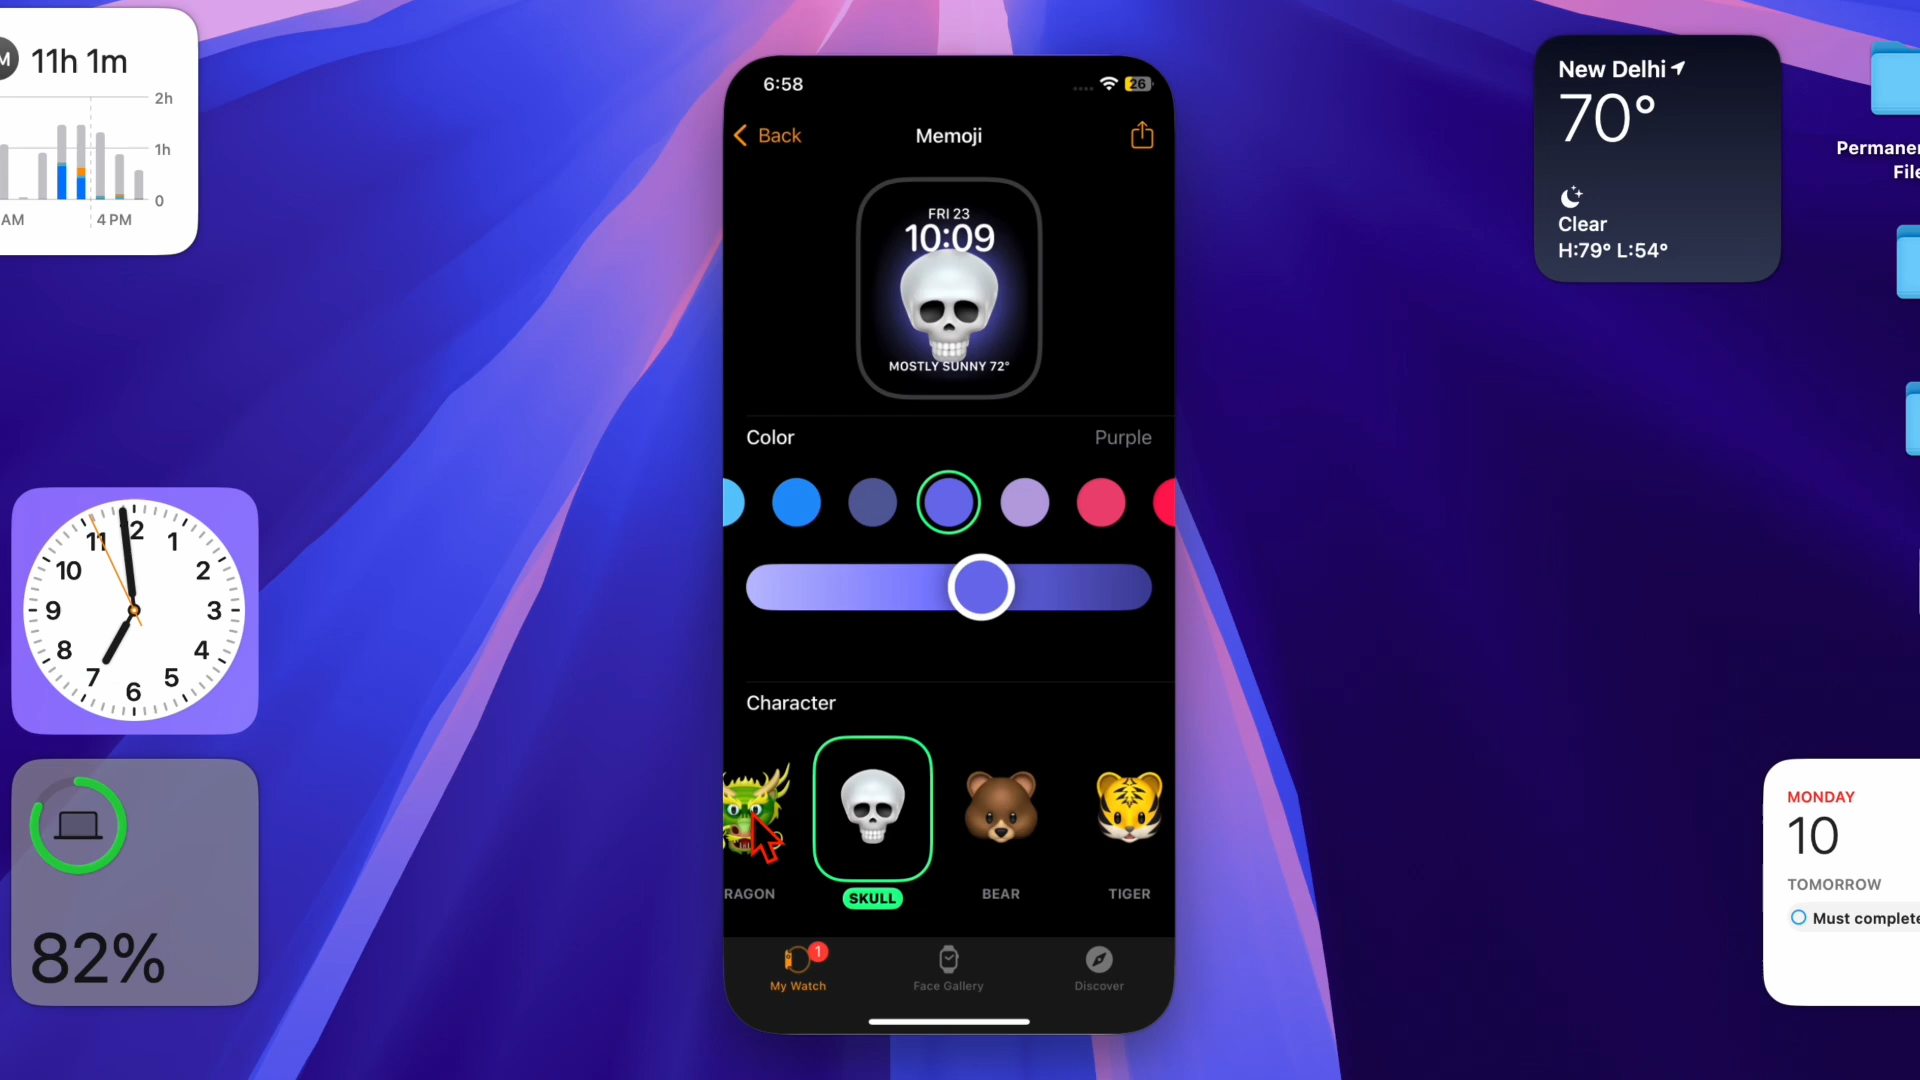 M 11h 1m
2h
1h
0
AM
4 PM
12
1
2
3
4
5
6
7
8
9
10
11
82%
6:58
26
Back
Memoji
FRI 23
10:09
MOSTLY SUNNY 72°
Color
Purple
Character
RAGON
SKULL
BEAR
TIGER
1
My Watch
Face Gallery
Discover
New Delhi
70°
Clear
H:79° L:54°
Permanen
File
MONDAY
10
TOMORROW
Must complete